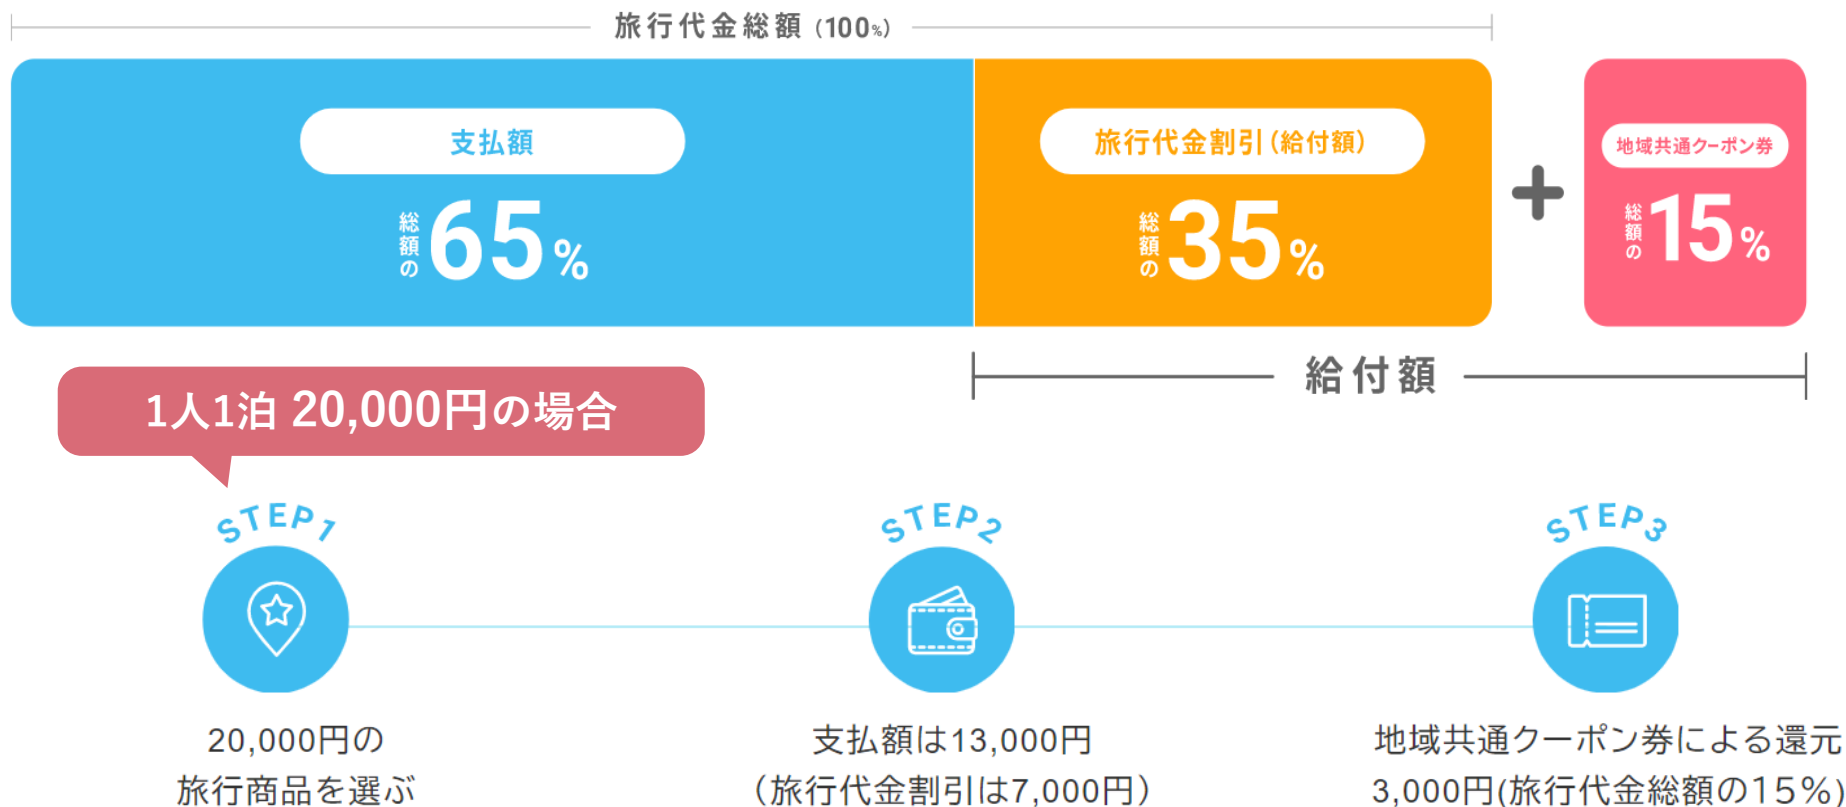 旅行代金総額(100%)
支払額
総額の65%
旅行代金割引(給付額)
総額の35%
+
地域共通クーポン券
総額の15%
給付額
1人1泊 20,000円の場合
STEP1
20,000円の
旅行商品を選ぶ
STEP2
支払額は13,000円
(旅行代金割引は7,000円)
STEP3
地域共通クーポン券による還元
3,000円(旅行代金総額の15%)